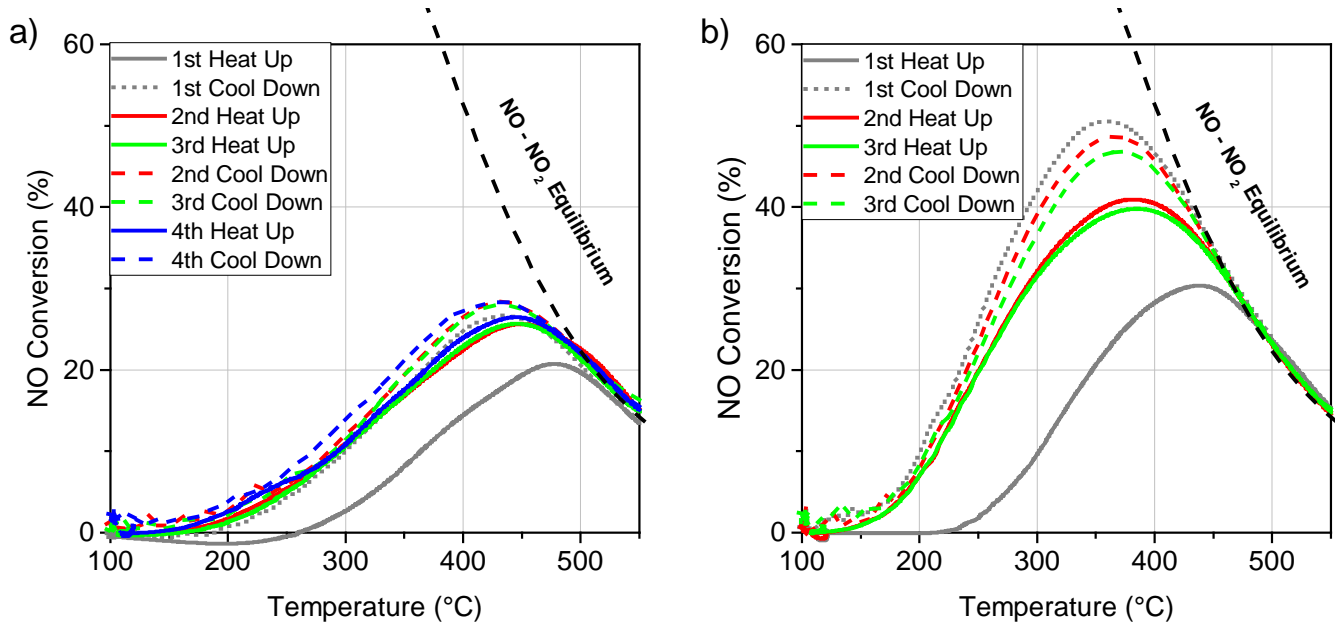 a)
60
40
20
0
NO Conversion (%)
1st Heat Up
1st Cool Down
2nd Heat Up
3rd Heat Up
2nd Cool Down
3rd Cool Down
4th Heat Up
4th Cool Down
NO - NO₂ Equilibrium
100 200 300 400 500
Temperature (°C)
b)
60
40
20
0
NO Conversion (%)
1st Heat Up
1st Cool Down
2nd Heat Up
3rd Heat Up
2nd Cool Down
3rd Cool Down
NO - NO₂ Equilibrium
100 200 300 400 500
Temperature (°C)